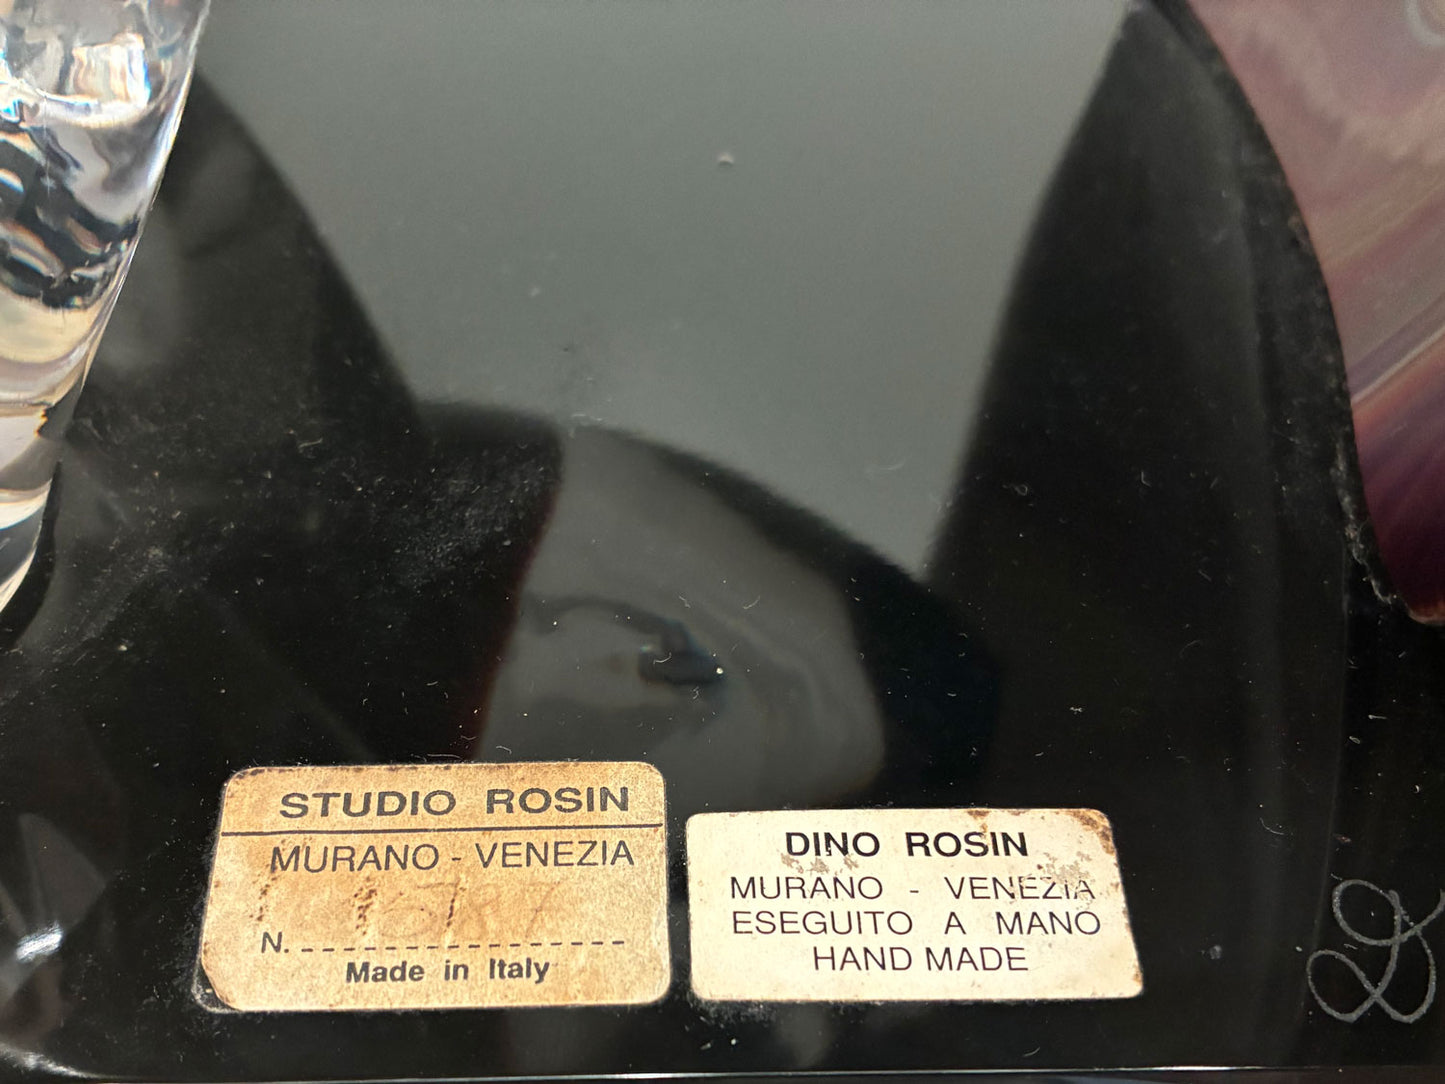 STUDIO ROSIN
MURANO - VENEZIA
N.
Made in Italy
DINO ROSIN
MURANO - VENEZIA
ESEGUITO A MANO
HAND MADE